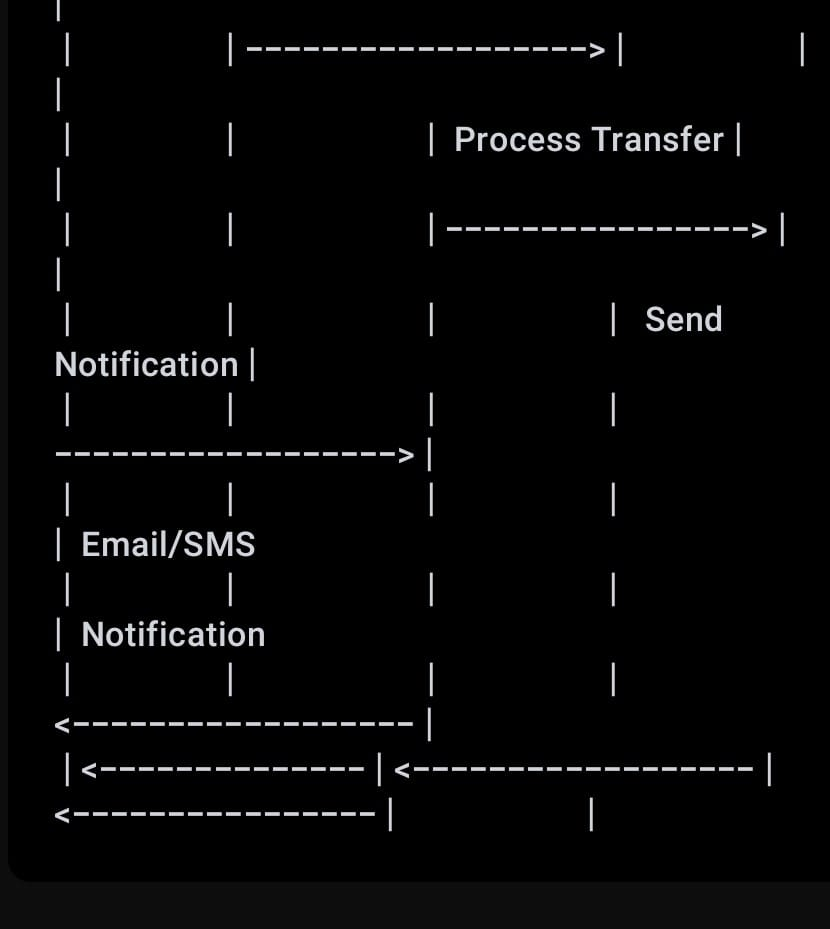 |
 |          |------------------>|           |
|
 |          |            | Process Transfer |
|
 |          |            |---------------->|
|
 |          |            |           |  Send
Notification |
 |          |            |           |
------------------>|
 |          |            |           |
| Email/SMS
 |          |            |           |
| Notification
 |          |            |           |
<------------------|
 |<--------------|<------------------|
<----------------|            |